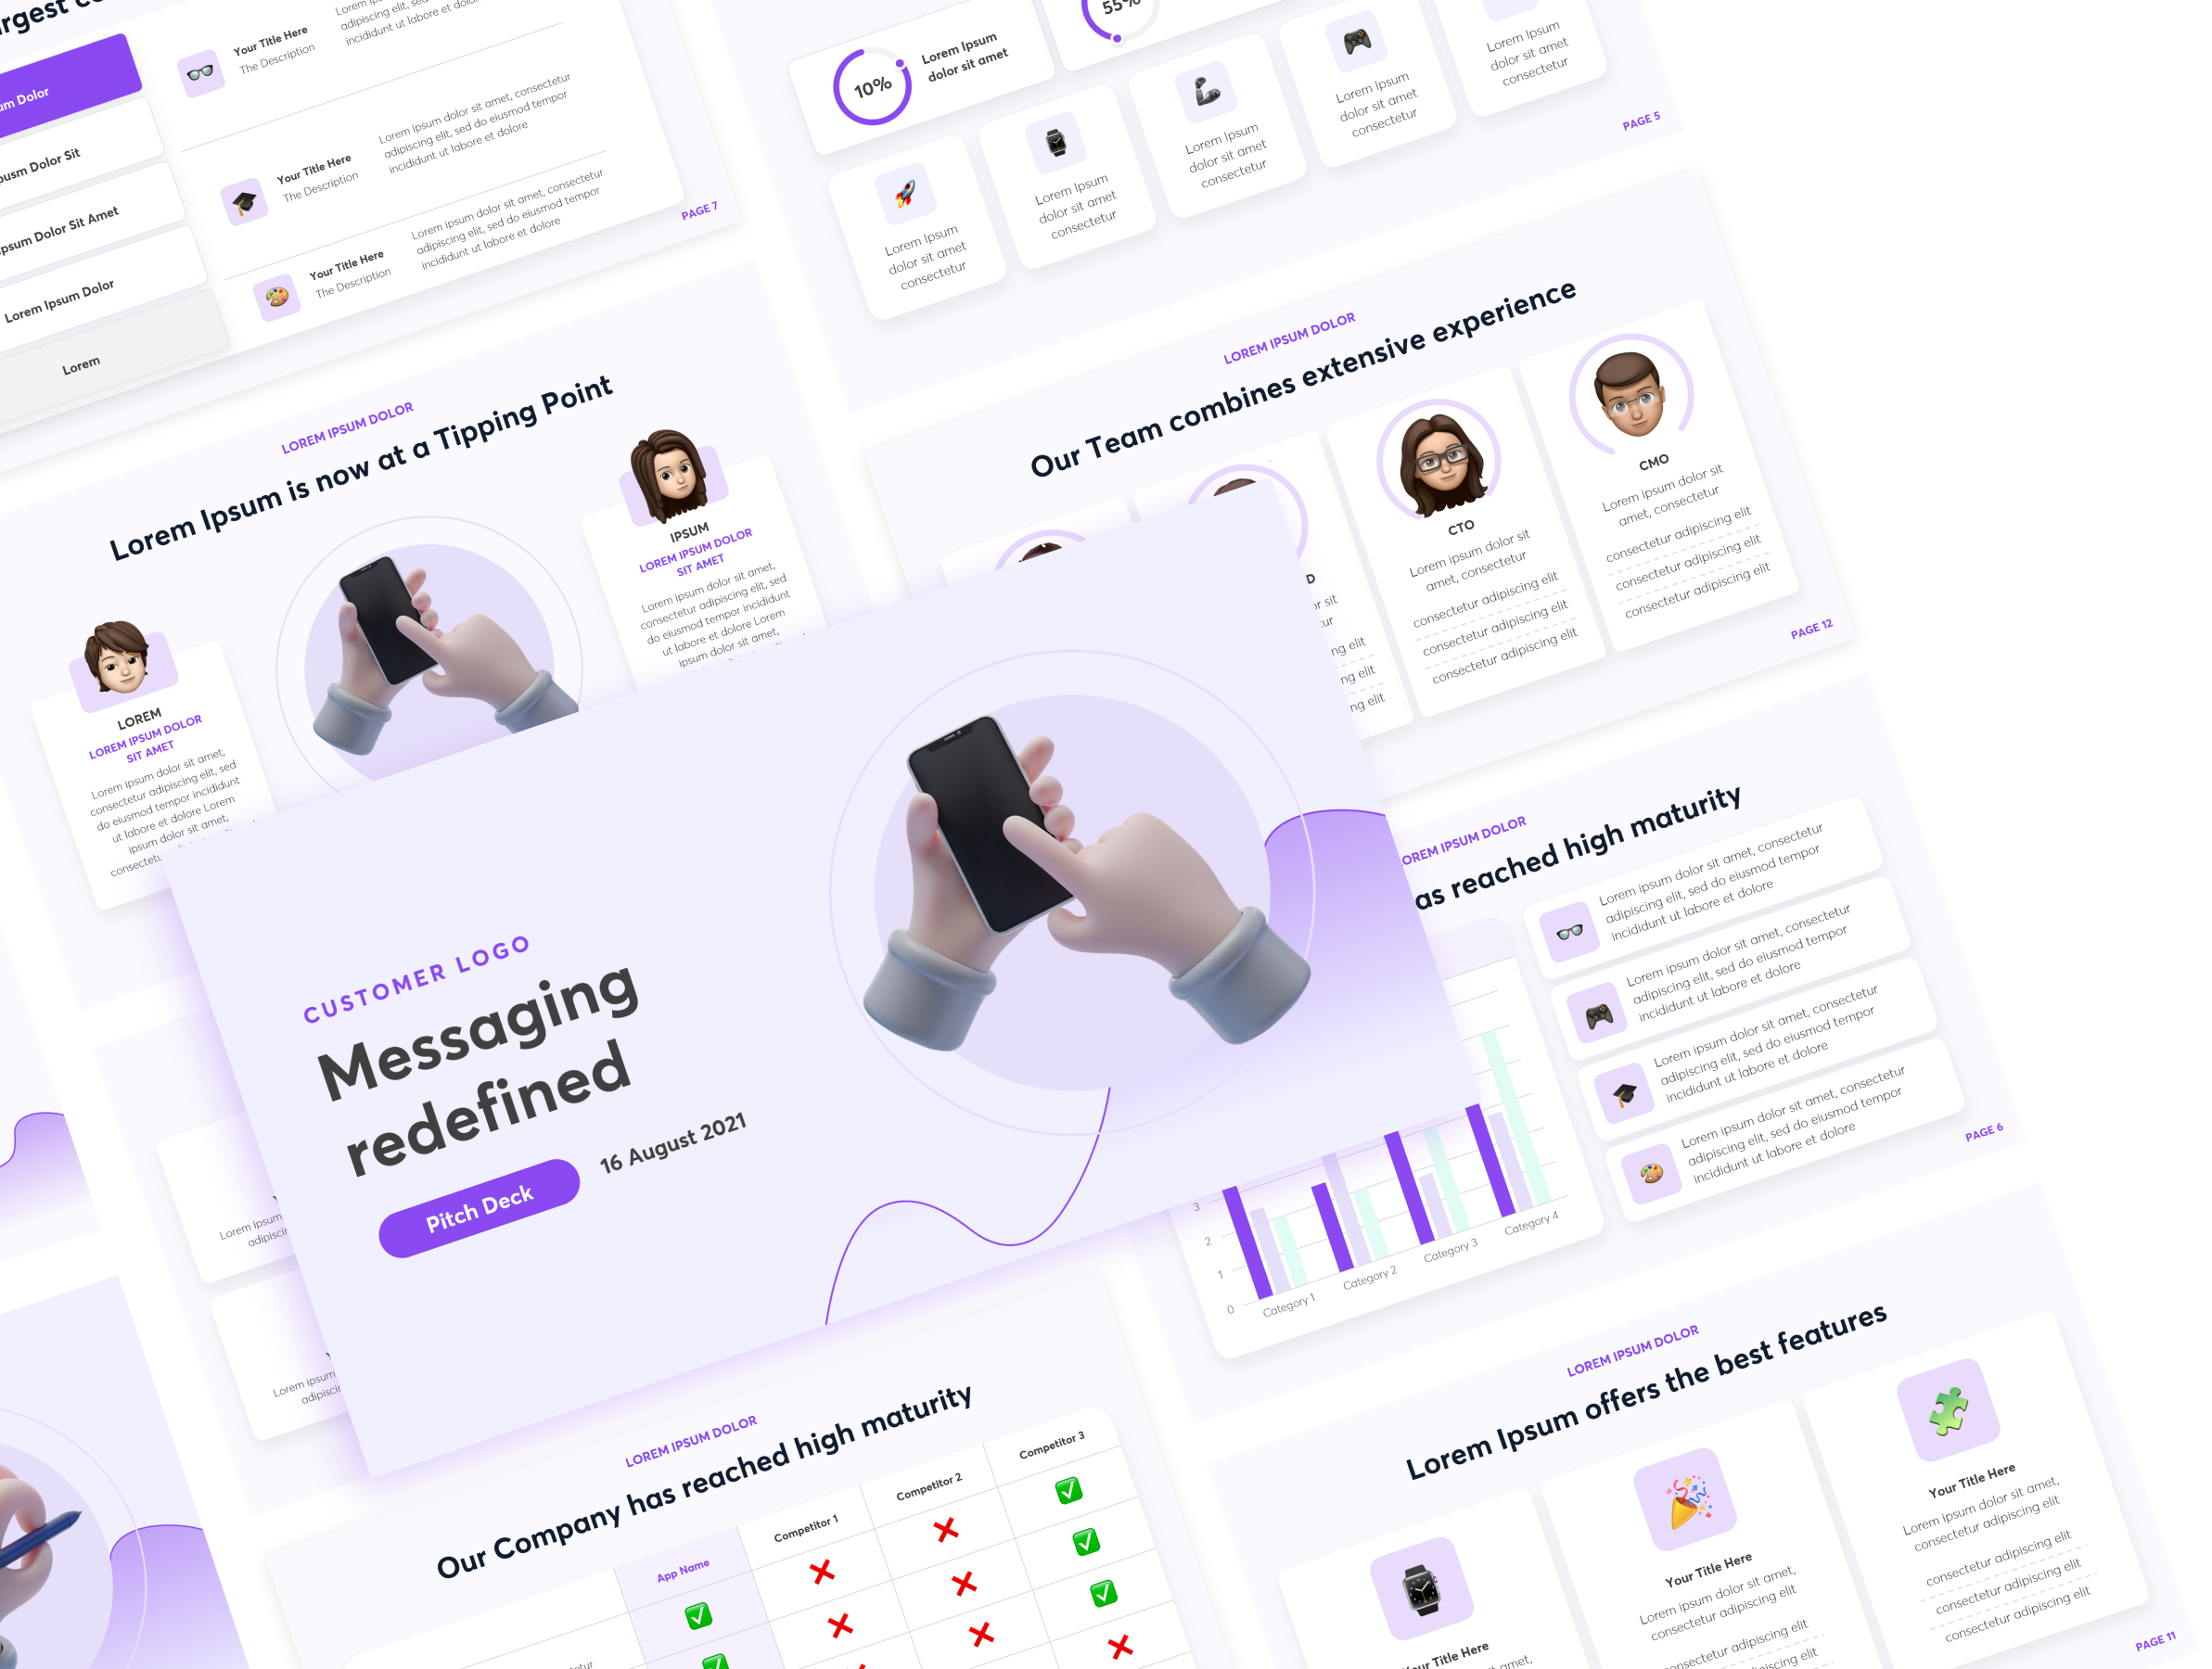 Your Title Here
The Description
adipiscing elit, sed
incididunt ut labore et
Dolor
Dolor Sit
Dolor Sit Amet
Lorem Ipsum Dolor
Lorem
Your Title Here
The Description
Lorem ipsum dolor sit amet, consectetur
adipiscing elit, sed do eiusmod tempor
incididunt ut labore et dolore
Your Title Here
The Description
Lorem ipsum dolor sit amet, consectetur
adipiscing elit, sed do eiusmod tempor
incididunt ut labore et dolore
PAGE 7
10%
Lorem Ipsum
dolor sit amet
55%
Lorem Ipsum
dolor sit amet
consectetur
Lorem Ipsum
dolor sit amet
consectetur
Lorem Ipsum
dolor sit amet
consectetur
Lorem Ipsum
dolor sit amet
consectetur
Lorem Ipsum
dolor sit amet
consectetur
PAGE 5
LOREM IPSUM DOLOR
Lorem Ipsum is now at a Tipping Point
LOREM
LOREM IPSUM DOLOR
SIT AMET
Lorem ipsum dolor sit amet,
consectetur adipiscing elit, sed
do eiusmod tempor incididunt
ut labore et dolore Lorem
ipsum dolor sit amet,
IPSUM
LOREM IPSUM DOLOR
SIT AMET
Lorem ipsum dolor sit amet,
consectetur adipiscing elit, sed
do eiusmod tempor incididunt
ut labore et dolore Lorem
ipsum dolor sit amet,
LOREM IPSUM DOLOR
Our Team combines extensive experience
D
sit
elit
elit
elit
CTO
Lorem ipsum dolor sit
amet, consectetur
consectetur adipiscing elit
consectetur adipiscing elit
consectetur adipiscing elit
CMO
Lorem ipsum dolor sit
amet, consectetur
consectetur adipiscing elit
consectetur adipiscing elit
consectetur adipiscing elit
PAGE 12
CUSTOMER LOGO
Messaging
redefined
Pitch Deck
16 August 2021
IPSUM DOLOR
reached high maturity
3
2
1
0
Category 1
Category 2
Category 3
Category 4
Lorem ipsum dolor sit amet, consectetur
adipiscing elit, sed do eiusmod tempor
incididunt ut labore et dolore
Lorem ipsum dolor sit amet, consectetur
adipiscing elit, sed do eiusmod tempor
incididunt ut labore et dolore
Lorem ipsum dolor sit amet, consectetur
adipiscing elit, sed do eiusmod tempor
incididunt ut labore et dolore
Lorem ipsum dolor sit amet, consectetur
adipiscing elit, sed do eiusmod tempor
incididunt ut labore et dolore
PAGE 6
Lorem ipsum
Lorem ipsum
LOREM IPSUM DOLOR
Our Company has reached high maturity
App Name
Competitor 1
Competitor 2
Competitor 3
LOREM IPSUM DOLOR
Lorem Ipsum offers the best features
Your Title Here
amet,
Your Title Here
Lorem ipsum dolor sit amet,
consectetur adipiscing elit
adipiscing elit
elit
Your Title Here
Lorem ipsum dolor sit amet,
consectetur adipiscing elit
consectetur adipiscing elit
consectetur adipiscing elit
consectetur adipiscing elit
PAGE 11